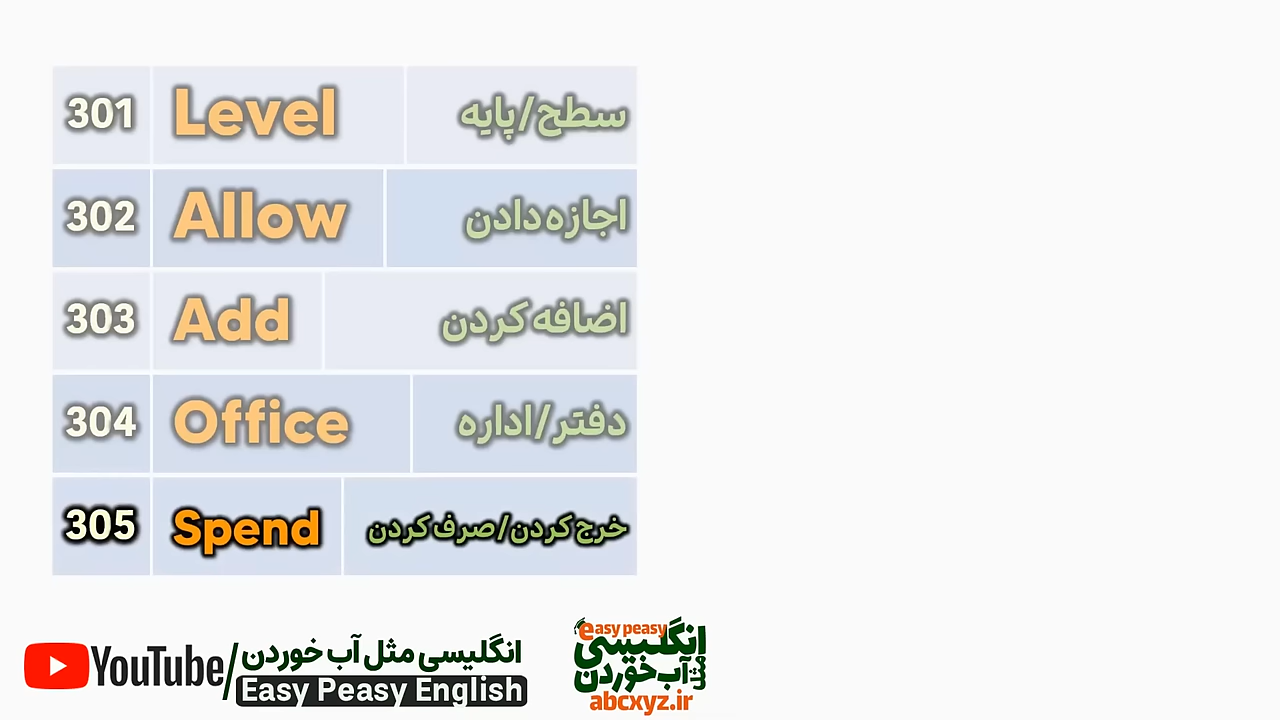 301 Level سطح/پایه
302 Allow اجازه دادن
303 Add اضافه کردن
304 Office دفتر/اداره
305 Spend خرج کردن/صرف کردن
YouTube/انگلیسی مثل آب خوردن
Easy Peasy English
easy peasy
انگلیسی
مثل آب خوردن
abcxyz.ir